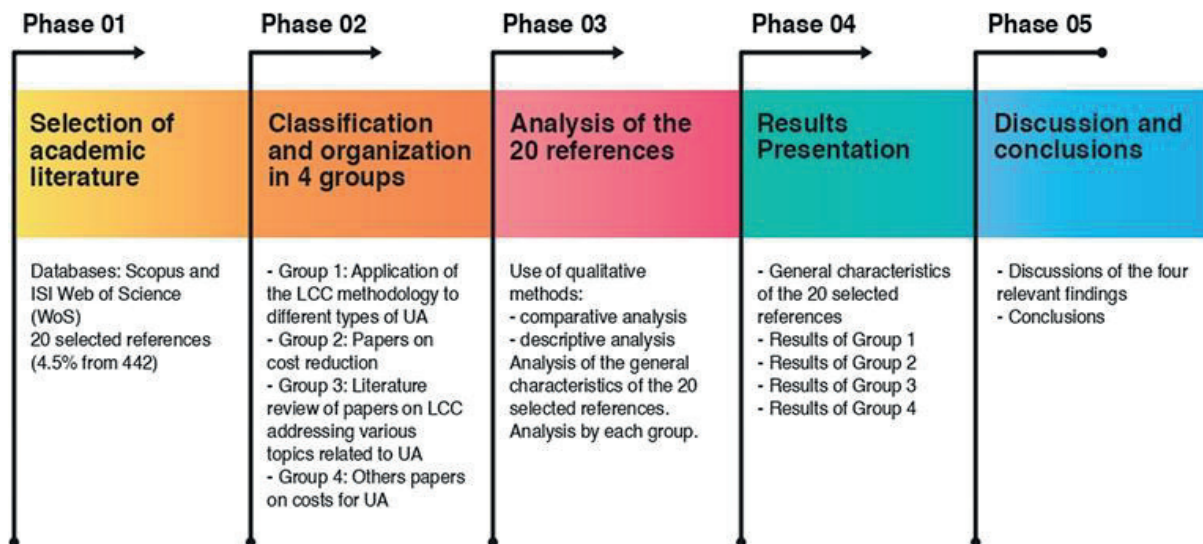 Phase 01
Selection of
academic
literature
Databases: Scopus and
ISI Web of Science
(WoS)
20 selected references
(4.5% from 442)
Phase 02
Classification
and organization
in 4 groups
- Group 1: Application of
the LCC methodology to
different types of UA
- Group 2: Papers on
cost reduction
- Group 3: Literature
review of papers on LCC
addressing various
topics related to UA
- Group 4: Others papers
on costs for UA
Phase 03
Analysis of the
20 references
Use of qualitative
methods:
- comparative analysis
- descriptive analysis
Analysis of the general
characteristics of the 20
selected references.
Analysis by each group.
Phase 04
Results
Presentation
- General characteristics
of the 20 selected
references
- Results of Group 1
- Results of Group 2
- Results of Group 3
- Results of Group 4
Phase 05
Discussion and
conclusions
- Discussions of the four
relevant findings
- Conclusions